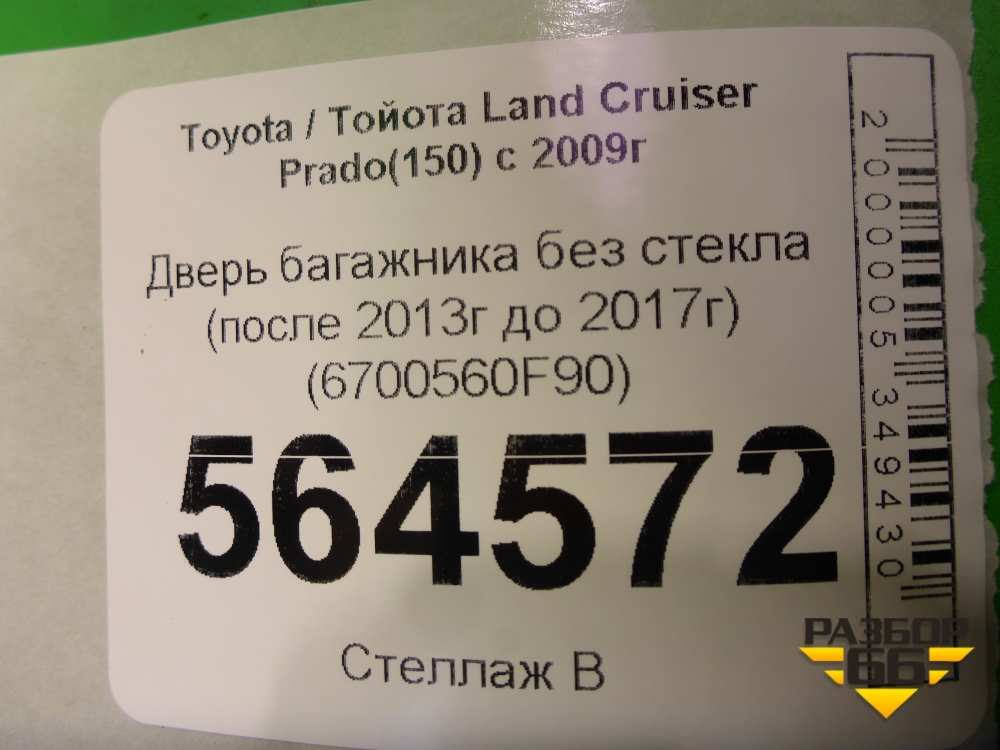 Toyota / Тойота Land Cruiser
Prado(150) с 2009г
Дверь багажника без стекла
(после 2013г до 2017г)
(6700560F90)
564572
Стеллаж В
2000005349430
РАЗБОР
66